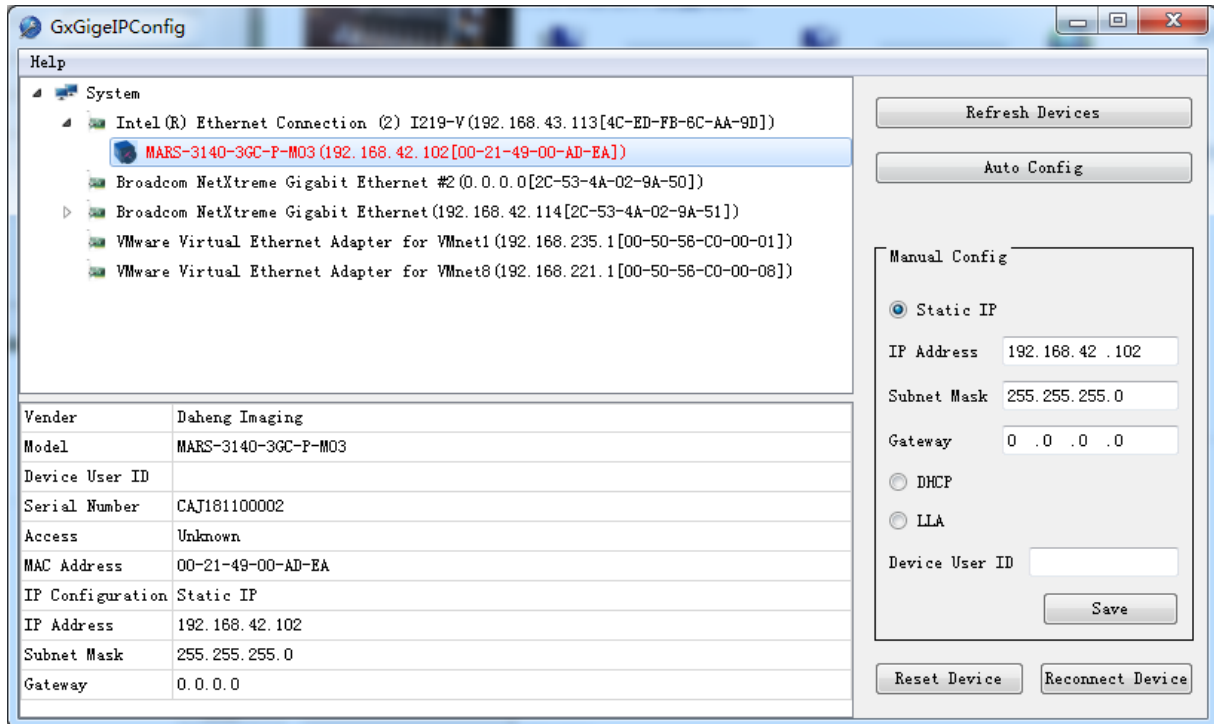 GxGigeIPConfig
Help
System
Intel(R) Ethernet Connection (2) I219-V(192.168.43.113[4C-ED-FB-6C-AA-9D])
MARS-3140-3GC-P-M03(192.168.42.102[00-21-49-00-AD-EA])
Broadcom NetXtreme Gigabit Ethernet #2(0.0.0.0[2C-53-4A-02-9A-50])
Broadcom NetXtreme Gigabit Ethernet(192.168.42.114[2C-53-4A-02-9A-51])
VMware Virtual Ethernet Adapter for VMnet1(192.168.235.1[00-50-56-C0-00-01])
VMware Virtual Ethernet Adapter for VMnet8(192.168.221.1[00-50-56-C0-00-08])
Vender Daheng Imaging
Model MARS-3140-3GC-P-M03
Device User ID
Serial Number CAJ181100002
Access Unknown
MAC Address 00-21-49-00-AD-EA
IP Configuration Static IP
IP Address 192.168.42.102
Subnet Mask 255.255.255.0
Gateway 0.0.0.0
Refresh Devices
Auto Config
Manual Config
Static IP
IP Address 192.168.42 .102
Subnet Mask 255.255.255.0
Gateway 0 .0 .0 .0
DHCP
LLA
Device User ID
Save
Reset Device Reconnect Device